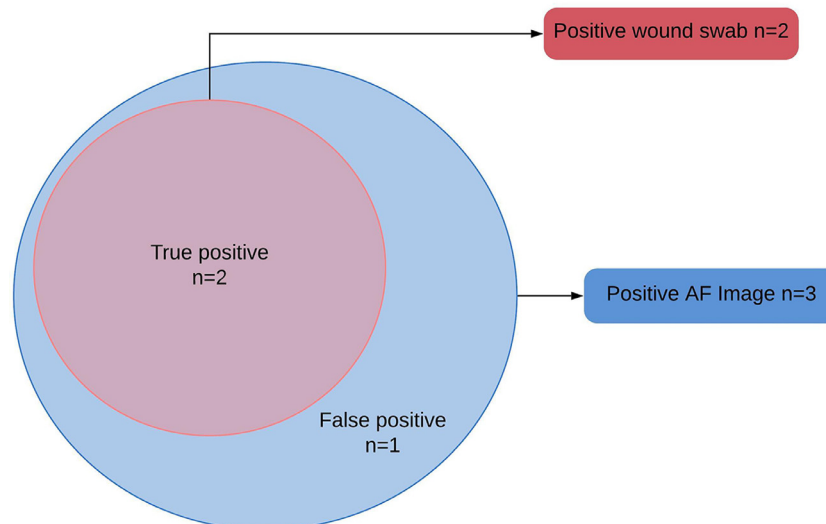 Positive wound swab n=2
True positive
n=2
Positive AF Image n=3
False positive
n=1